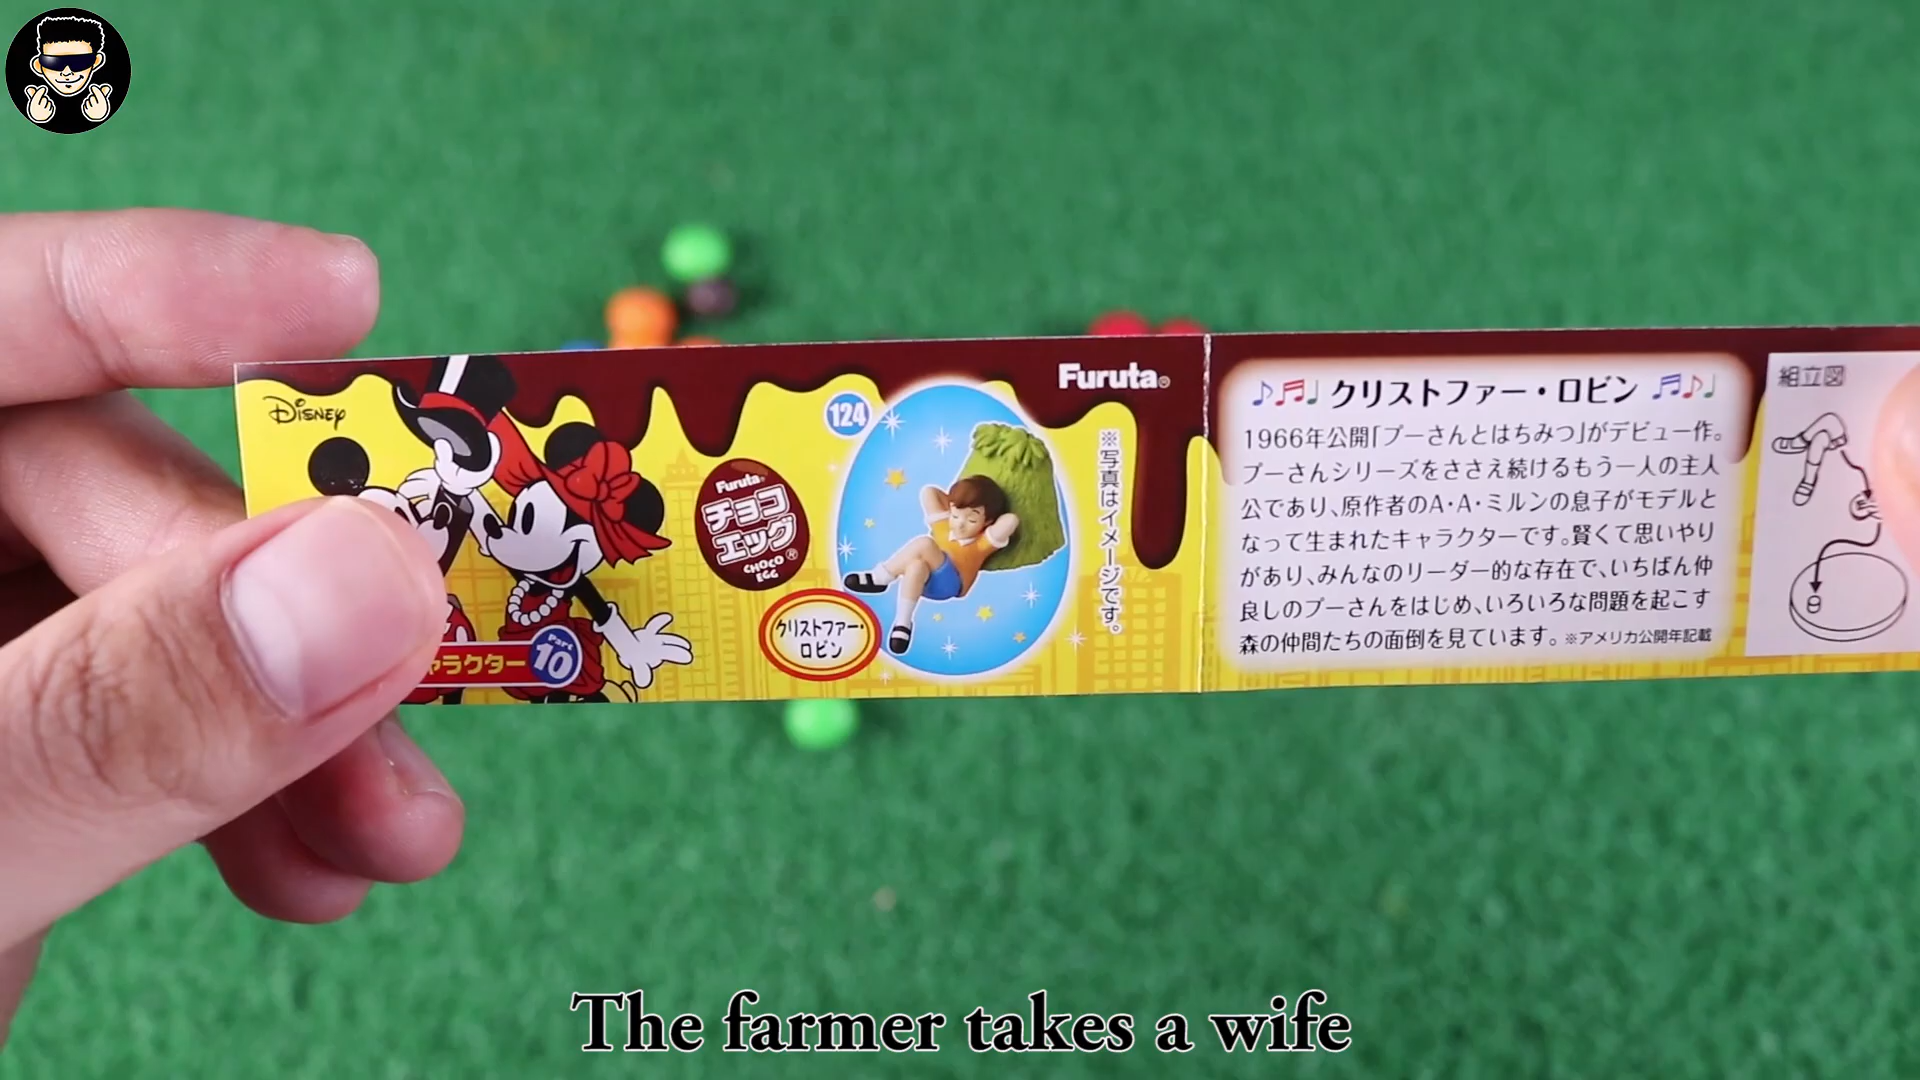 Disney
Furuta®
124
Furuta®
チョコ
エッグ®
CHOCO
EGG
クリストファー・
ロビン
※写真はイメージです。
ャラクター
Part
10
クリストファー・ロビン
1966年公開「プーさんとはちみつ」がデビュー作。
プーさんシリーズをささえ続けるもう一人の主人
公であり、原作者のA・A・ミルンの息子がモデルと
なって生まれたキャラクターです。賢くて思いやり
があり、みんなのリーダー的な存在で、いちばん仲
良しのプーさんをはじめ、いろいろな問題を起こす
森の仲間たちの面倒を見ています。 ※アメリカ公開年記載
組立図
The farmer takes a wife